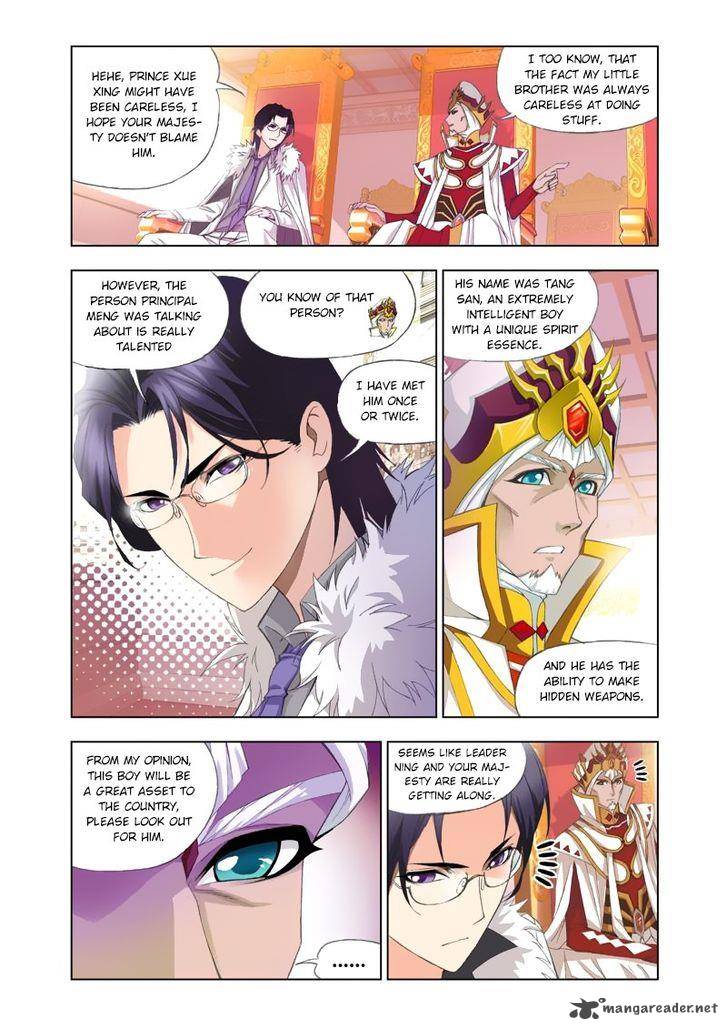 HEHE, PRINCE XUE
XING MIGHT HAVE
BEEN CARELESS, I
HOPE YOUR MAJES-
TY DOESN'T BLAME
HIM.
I TOO KNOW, THAT
THE FACT MY LITTLE
BROTHER WAS ALWAYS
CARELESS AT DOING
STUFF.
HOWEVER, THE
PERSON PRINCIPAL
MENG WAS TALKING
ABOUT IS REALLY
TALENTED
YOU KNOW OF THAT
PERSON?
I HAVE MET
HIM ONCE
OR TWICE.
HIS NAME WAS TANG
SAN, AN EXTREMELY
INTELLIGENT BOY
WITH A UNIQUE SPIRIT
ESSENCE.
AND HE HAS THE
ABILITY TO MAKE
HIDDEN WEAPONS.
FROM MY OPINION,
THIS BOY WILL BE
A GREAT ASSET TO
THE COUNTRY,
PLEASE LOOK OUT
FOR HIM.
......
SEEMS LIKE LEADER
NING AND YOUR MAJ-
ESTY ARE REALLY
GETTING ALONG.
mangareader.net